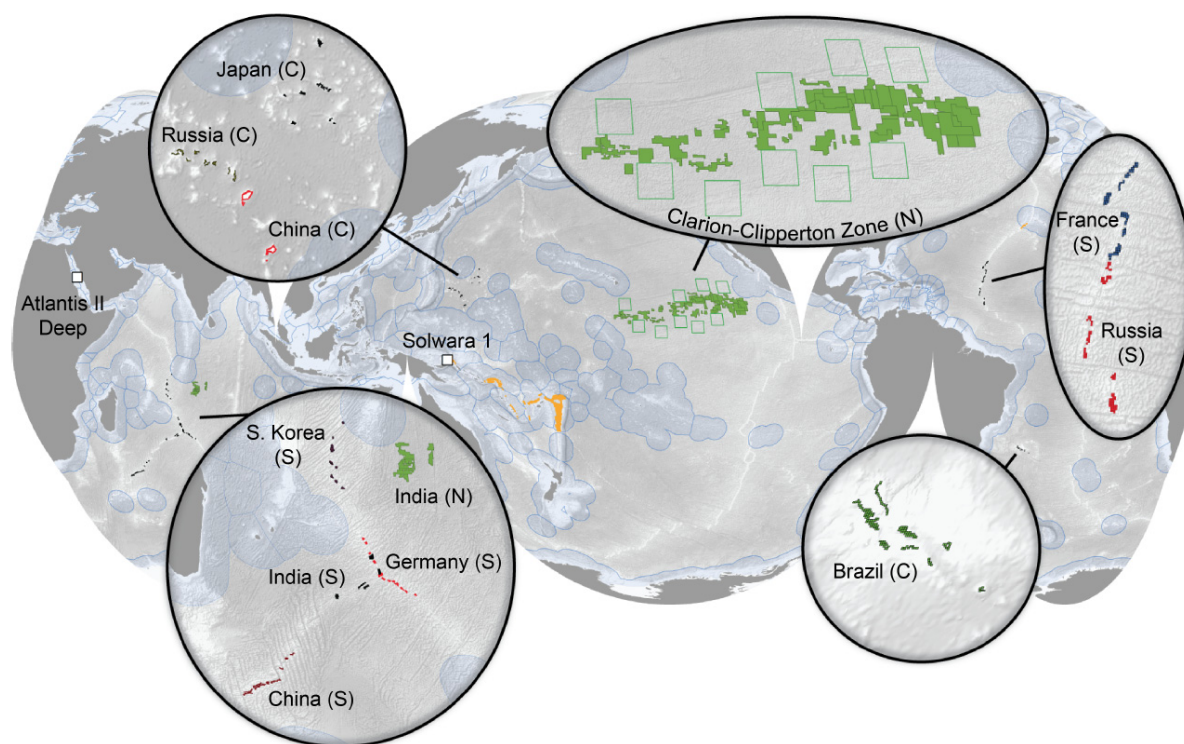 Japan (C)
Russia (C)
China (C)
Clarion-Clipperton Zone (N)
France
(S)
Russia
(S)
Atlantis II
Deep
Solwara 1
S. Korea
(S)
India (N)
Germany (S)
India (S)
China (S)
Brazil (C)